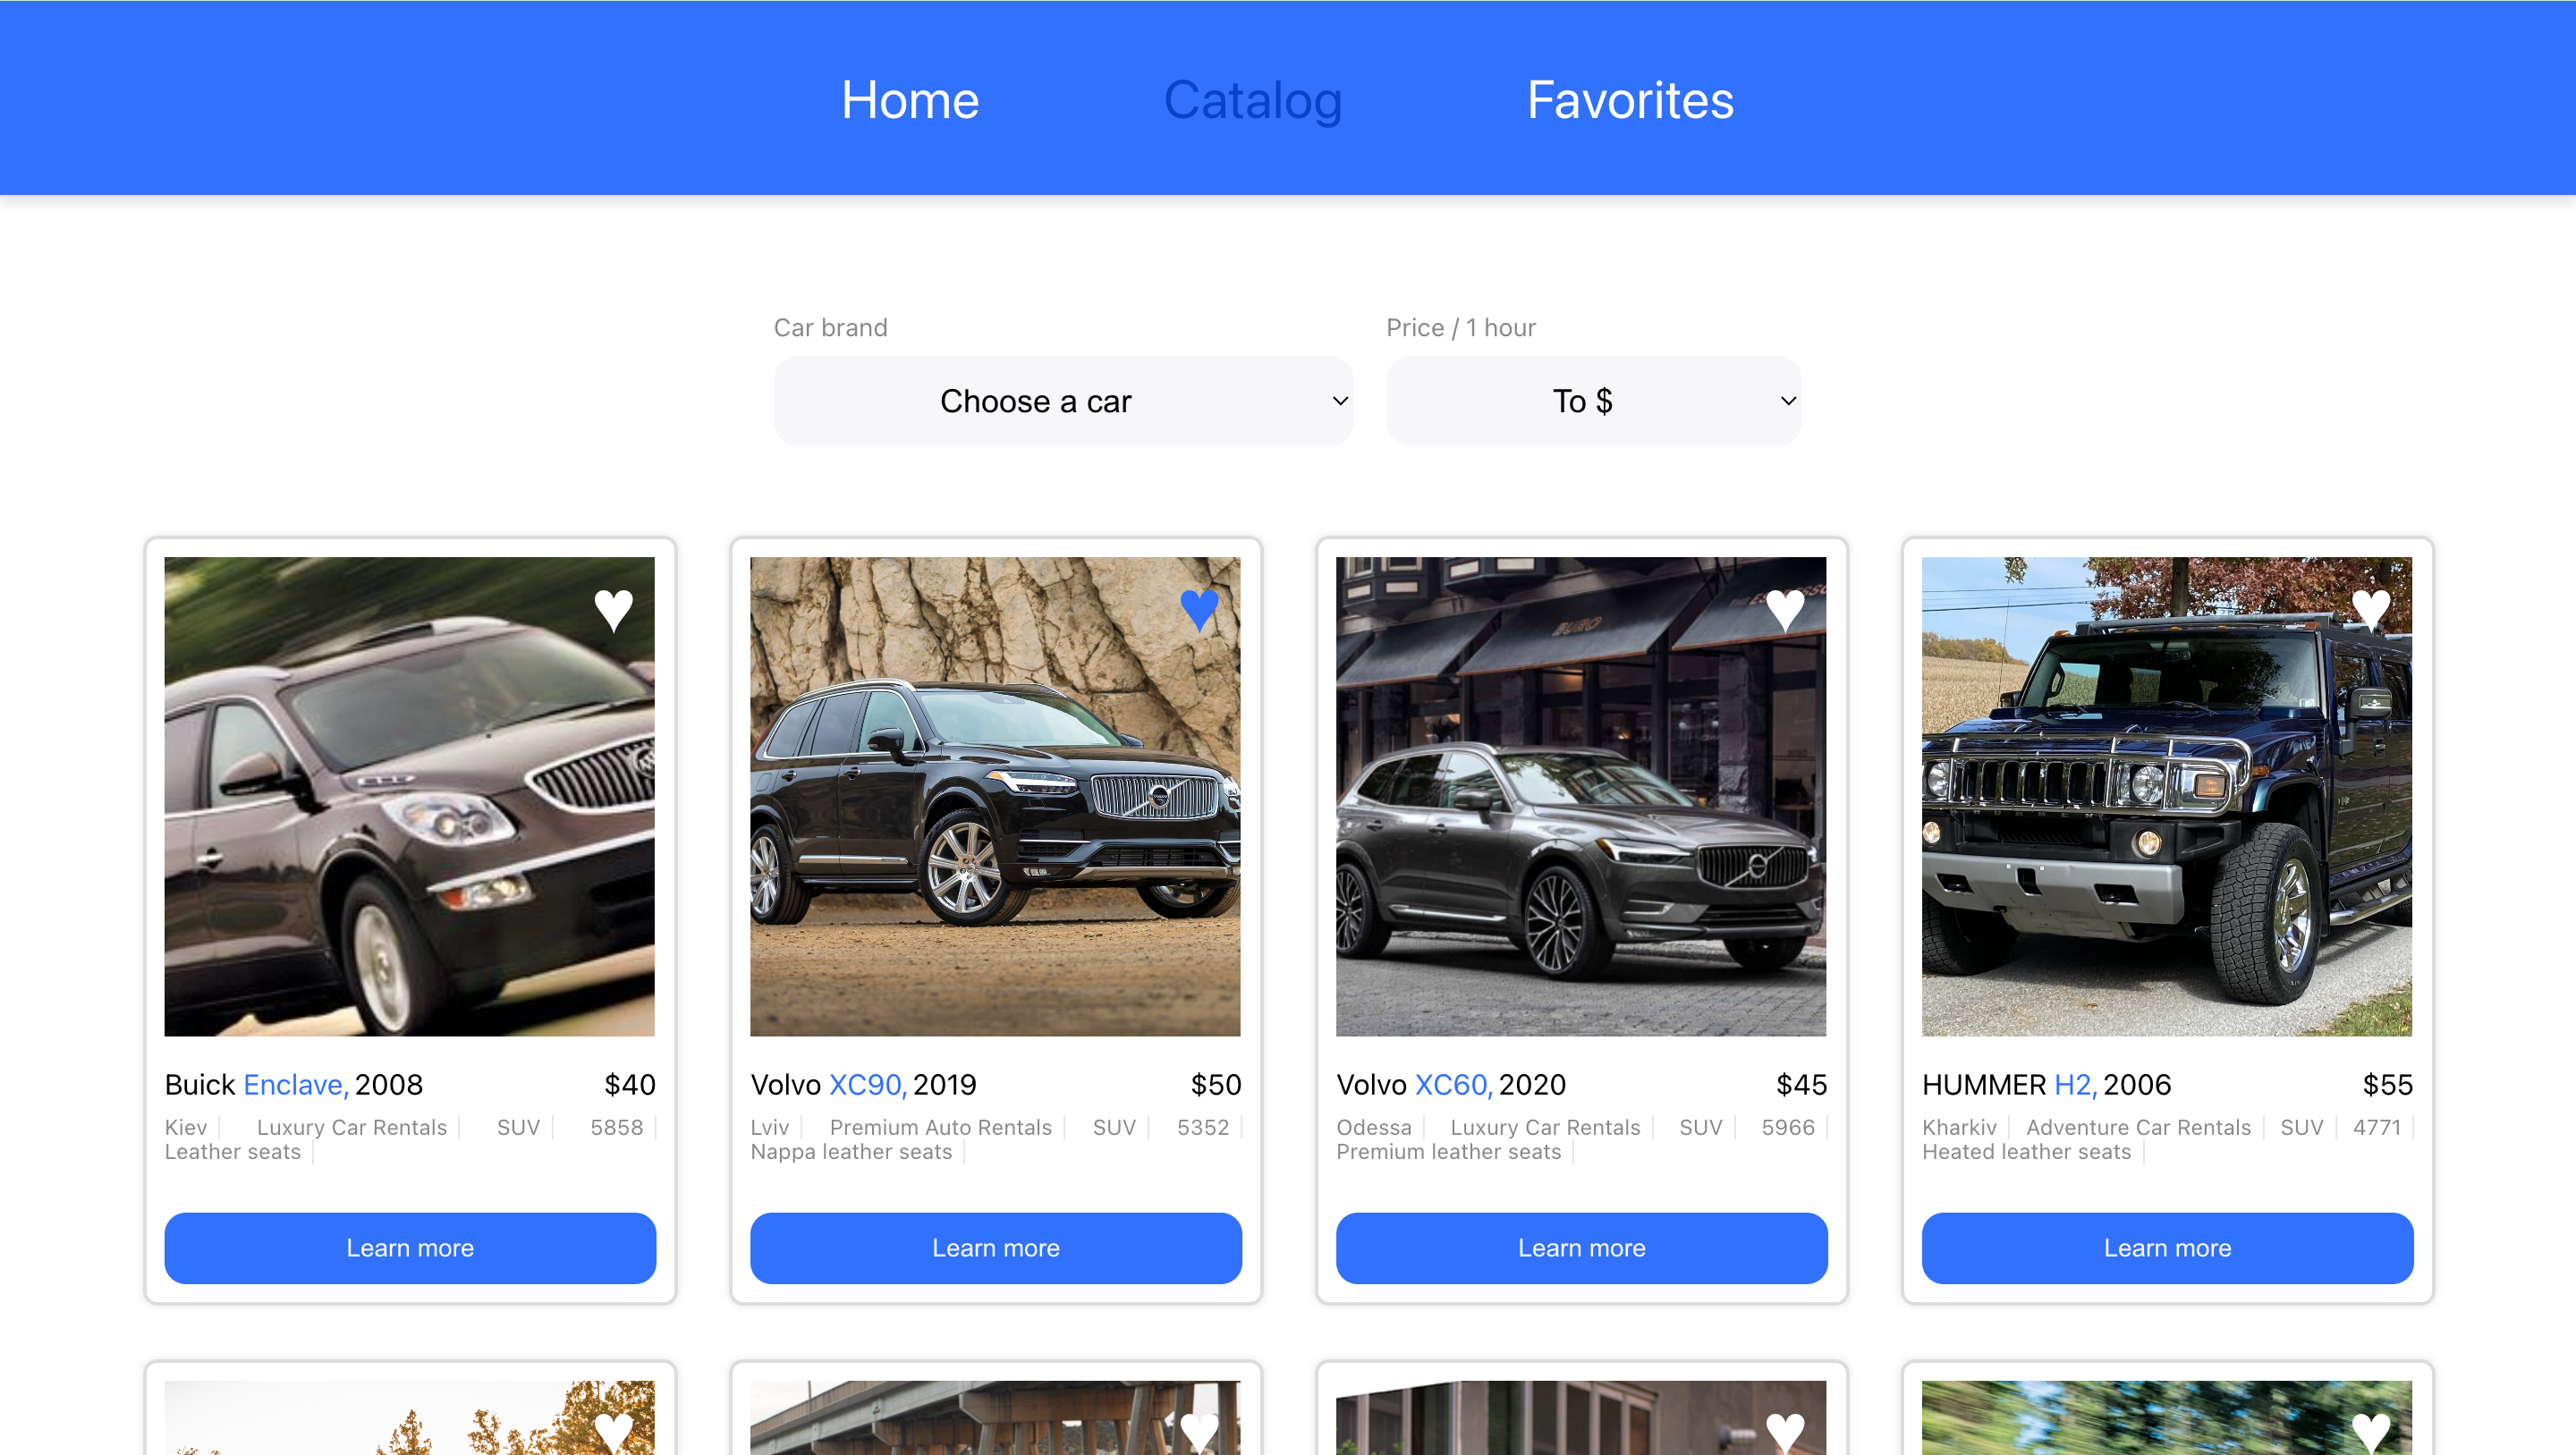 Home Catalog Favorites
Car brand Price / 1 hour
Choose a car To $
BURO
Buick Enclave, 2008 $40
Kiev Luxury Car Rentals SUV 5858
Leather seats
Learn more
Volvo XC90, 2019 $50
Lviv Premium Auto Rentals SUV 5352
Nappa leather seats
Learn more
Volvo XC60, 2020 $45
Odessa Luxury Car Rentals SUV 5966
Premium leather seats
Learn more
HUMMER H2, 2006 $55
Kharkiv Adventure Car Rentals SUV 4771
Heated leather seats
Learn more